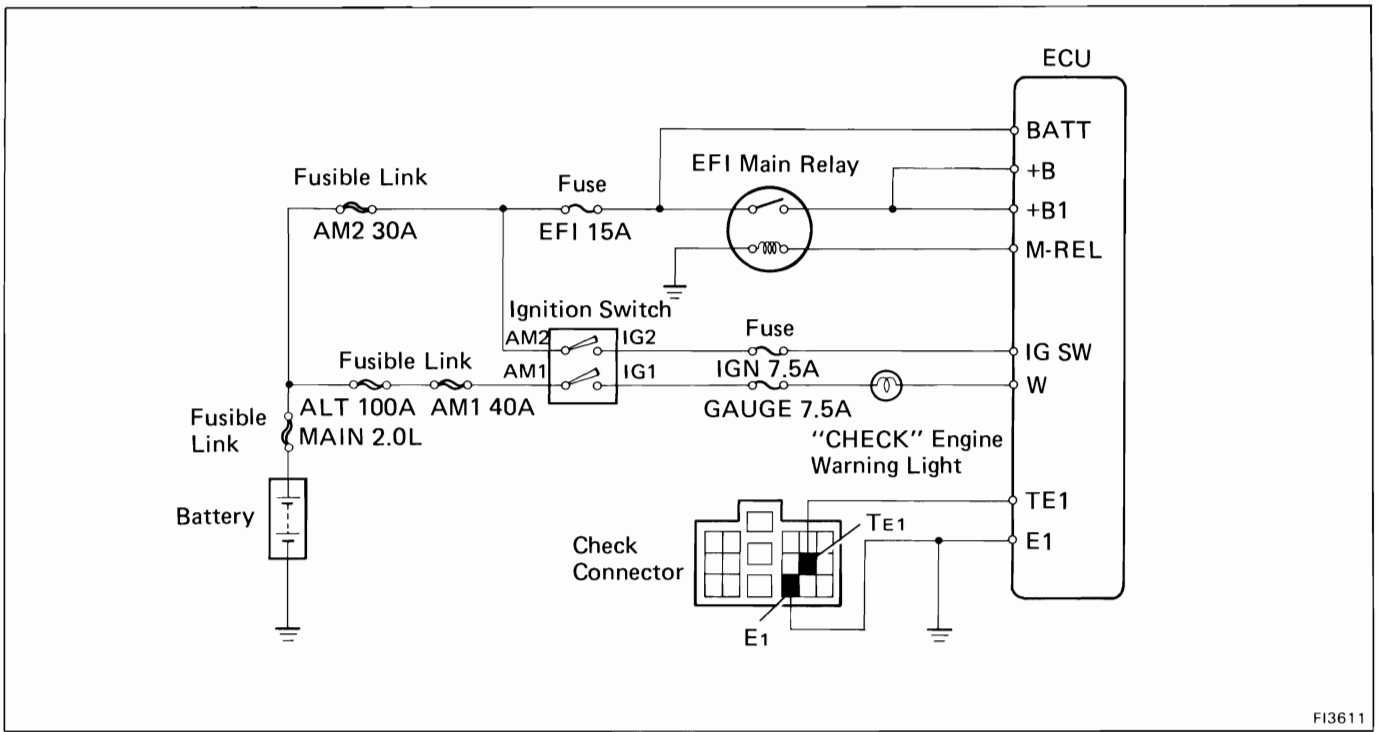 ECU
BATT
+B
+B1
M-REL
IG SW
W
TE1
E1
EFI Main Relay
Fusible Link
AM2 30A
Fuse
EFI 15A
Ignition Switch
AM2
IG2
AM1
IG1
Fuse
IGN 7.5A
GAUGE 7.5A
Fusible Link
ALT 100A
AM1 40A
Fusible
Link
MAIN 2.0L
"CHECK" Engine
Warning Light
Battery
Check
Connector
TE1
E1
FI3611